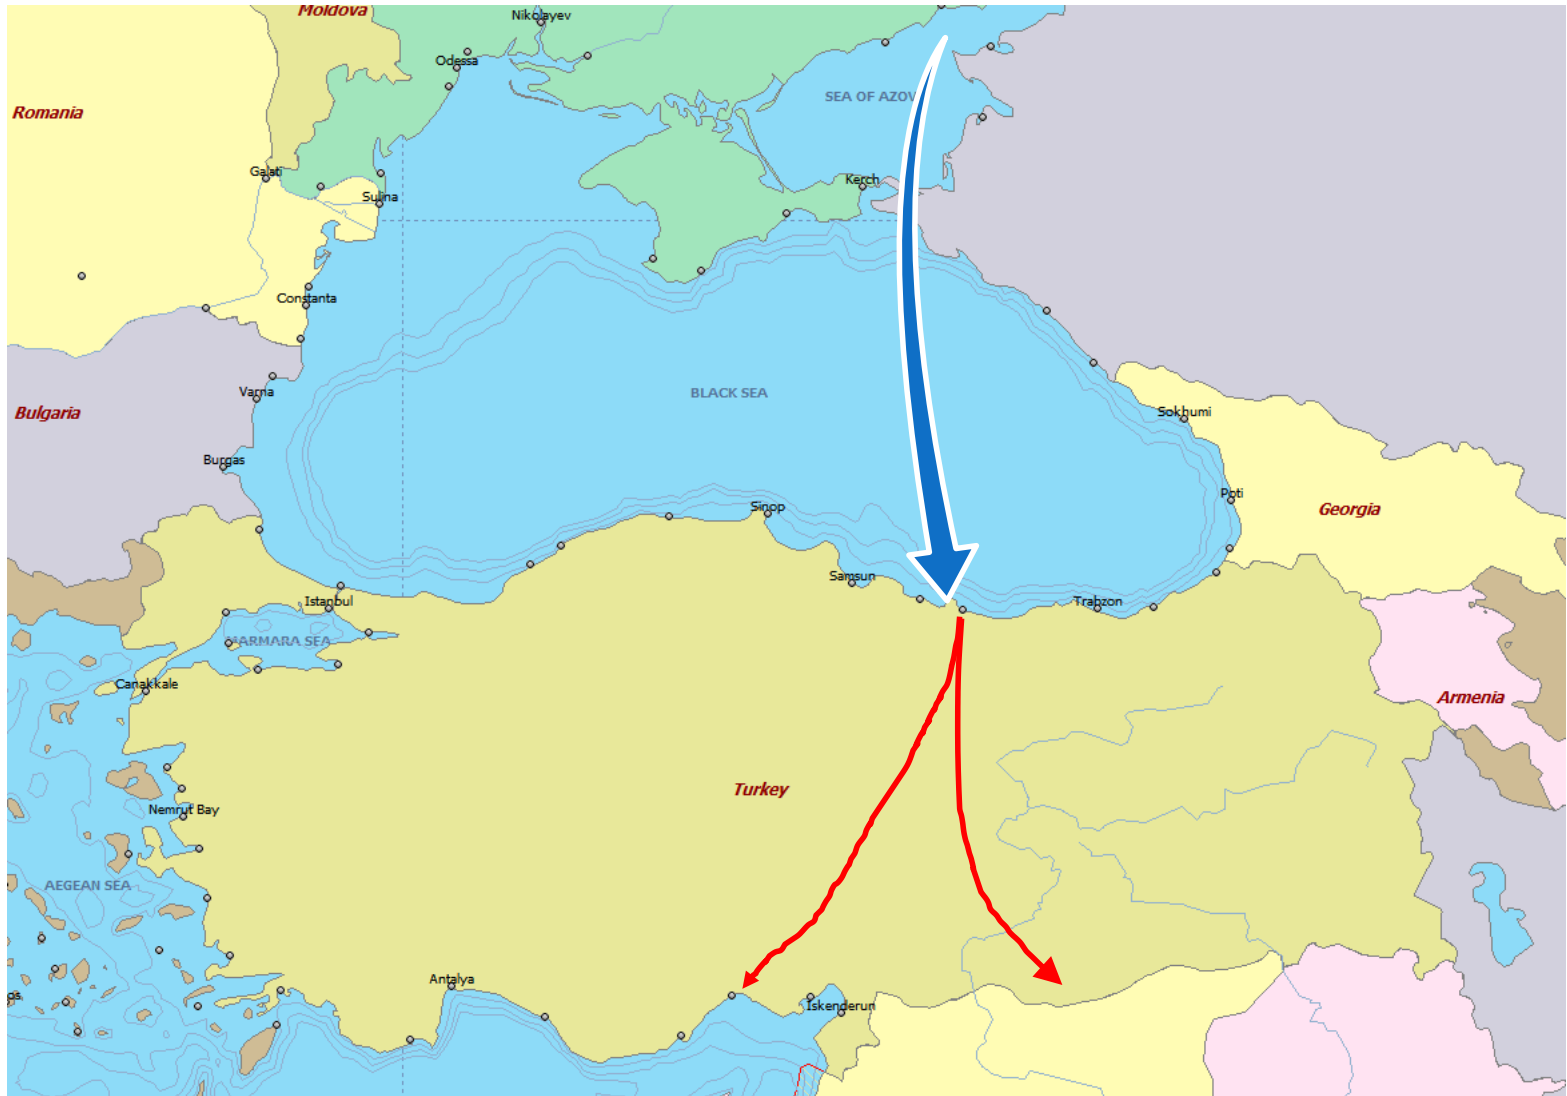 Moldova
Nikolayev
Odessa
SEA OF AZOV
Romania
Galati
Kerch
Sulina
Constanta
BLACK SEA
Varna
Sokhumi
Bulgaria
Burgas
Poti
Sinop
Georgia
Samsun
Istanbul
Trabzon
MARMARA SEA
Canakkale
Armenia
Turkey
Nemrut Bay
AEGEAN SEA
Antalya
Iskenderun